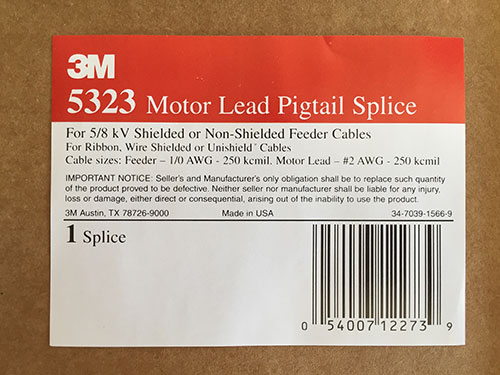 3M
5323 Motor Lead Pigtail Splice
For 5/8 kV Shielded or Non-Shielded Feeder Cables
For Ribbon, Wire Shielded or Unishield™ Cables
Cable sizes: Feeder – 1/0 AWG - 250 kcmil. Motor Lead – #2 AWG - 250 kcmil
IMPORTANT NOTICE: Seller's and Manufacturer's only obligation shall be to replace such quantity
of the product proved to be defective. Neither seller nor manufacturer shall be liable for any injury,
loss or damage, either direct or consequential, arising out of the inability to use the product.
3M Austin, TX 78726-9000 Made in USA 34-7039-1566-9
1 Splice
0 54007 12273 9